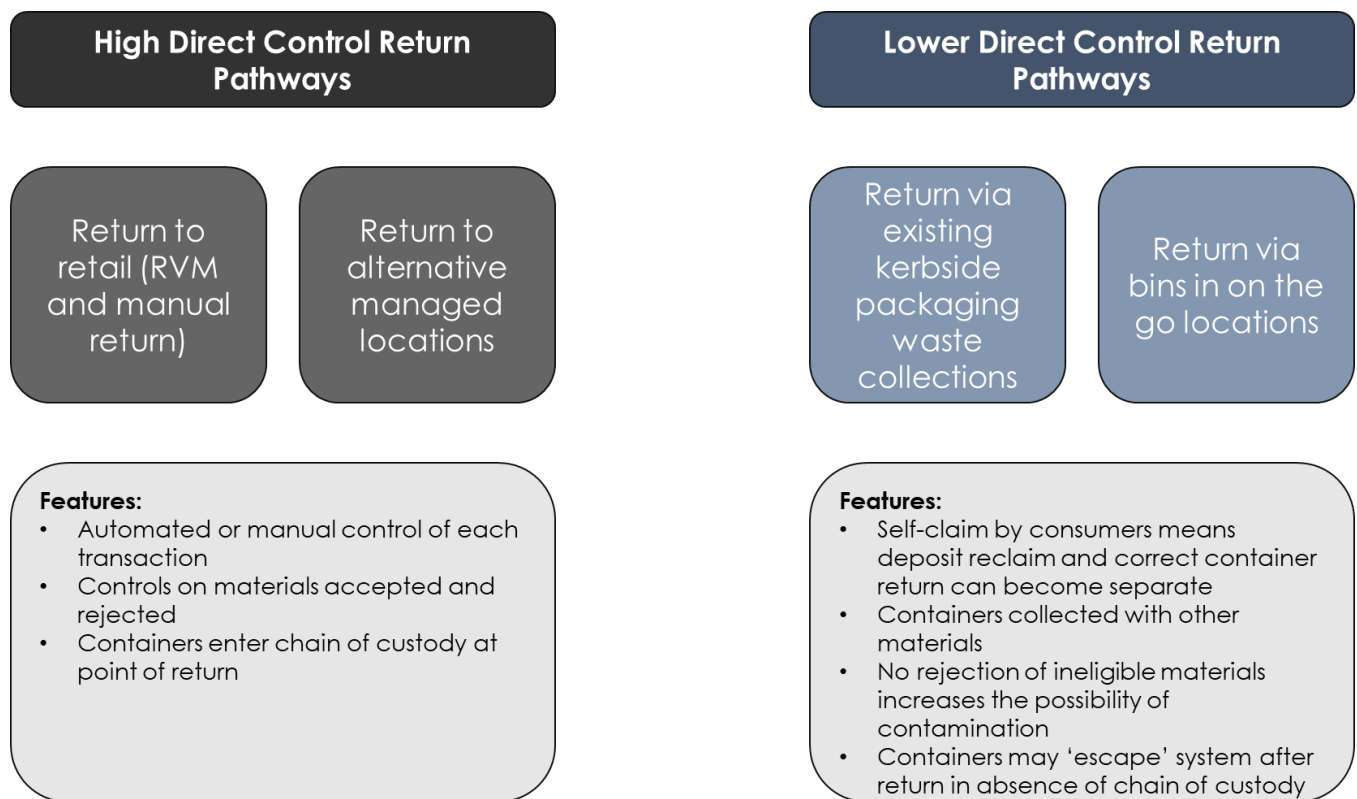 High Direct Control Return
Pathways
Lower Direct Control Return
Pathways
Return to
retail (RVM
and manual
return)
Return to
alternative
managed
locations
Return via
existing
kerbside
packaging
waste
collections
Return via
bins in on the
go locations
Features:
• Automated or manual control of each
transaction
• Controls on materials accepted and
rejected
• Containers enter chain of custody at
point of return
Features:
• Self-claim by consumers means
deposit reclaim and correct container
return can become separate
• Containers collected with other
materials
• No rejection of ineligible materials
increases the possibility of
contamination
• Containers may ‘escape’ system after
return in absence of chain of custody